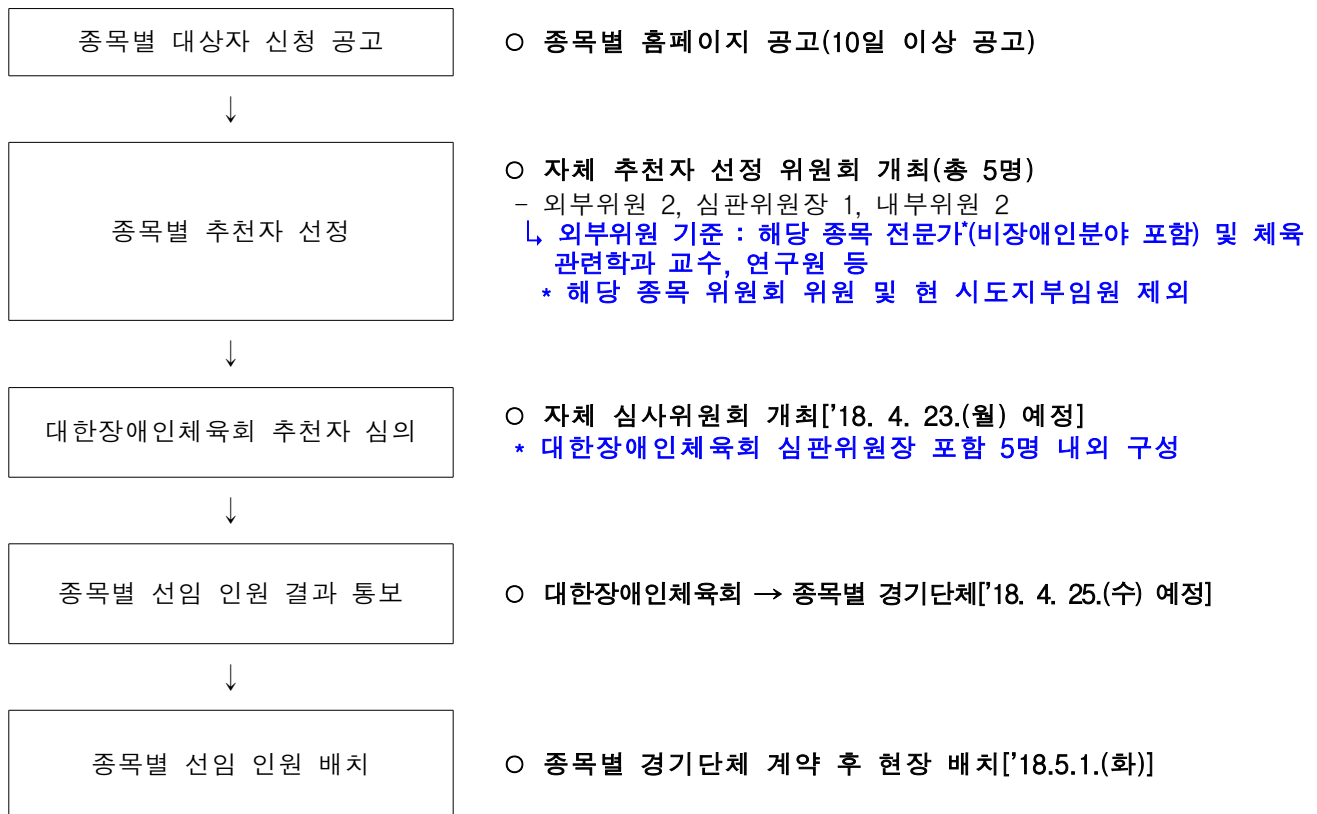 종목별 대상자 신청 공고
○ 종목별 홈페이지 공고(10일 이상 공고)
↓
종목별 추천자 선정
○ 자체 추천자 선정 위원회 개최(총 5명)
- 외부위원 2, 심판위원장 1, 내부위원 2
↳ 외부위원 기준 : 해당 종목 전문가*(비장애인분야 포함) 및 체육
관련학과 교수, 연구원 등
* 해당 종목 위원회 위원 및 현 시도지부임원 제외
↓
대한장애인체육회 추천자 심의
○ 자체 심사위원회 개최['18. 4. 23.(월) 예정]
* 대한장애인체육회 심판위원장 포함 5명 내외 구성
↓
종목별 선임 인원 결과 통보
○ 대한장애인체육회 → 종목별 경기단체['18. 4. 25.(수) 예정]
↓
종목별 선임 인원 배치
○ 종목별 경기단체 계약 후 현장 배치['18.5.1.(화)]